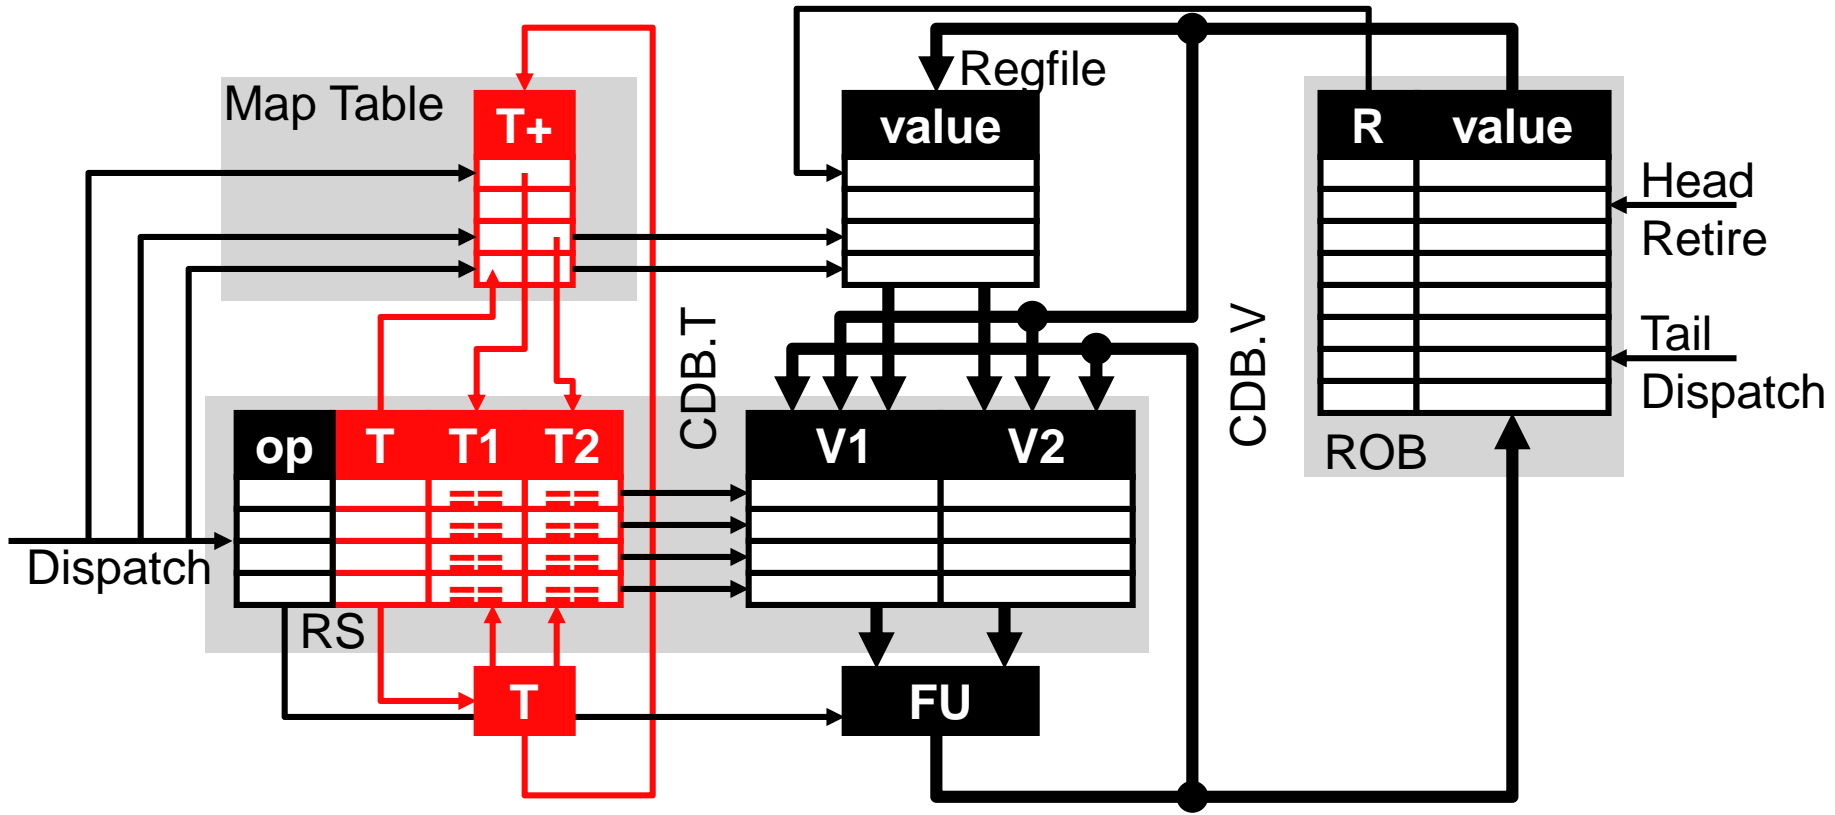 Regfile
Map Table
T+
value
R value
Head
Retire
CDB.T
CDB.V
Tail
Dispatch
op T T1 T2
V1 V2
ROB
== ==
== ==
== ==
== ==
Dispatch
RS
T
FU